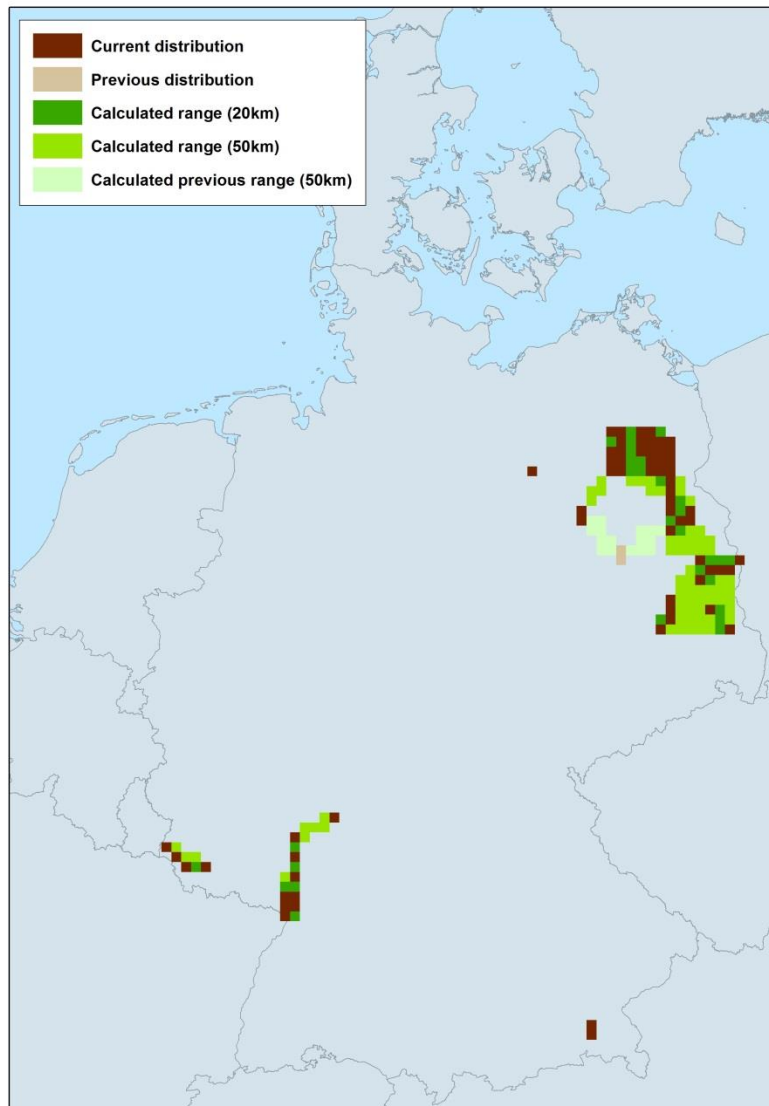 Current distribution
Previous distribution
Calculated range (20km)
Calculated range (50km)
Calculated previous range (50km)